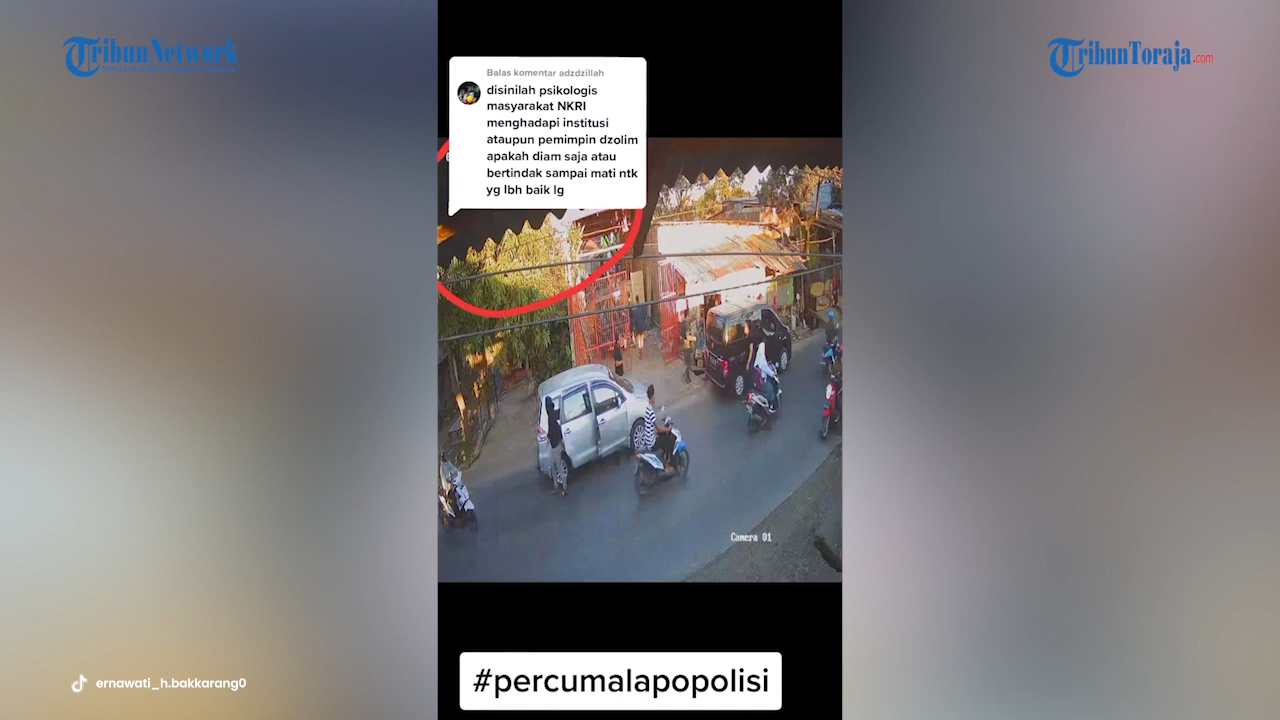 TribunNetwork
TribunToraja.com
Balas komentar adzdzillah
disinilah psikologis
masyarakat NKRI
menghadapi institusi
ataupun pemimpin dzolim
apakah diam saja atau
bertindak sampai mati ntk
yg lbh baik lg
Camera 01
#percumalapopolisi
ernawati_h.bakkarang0